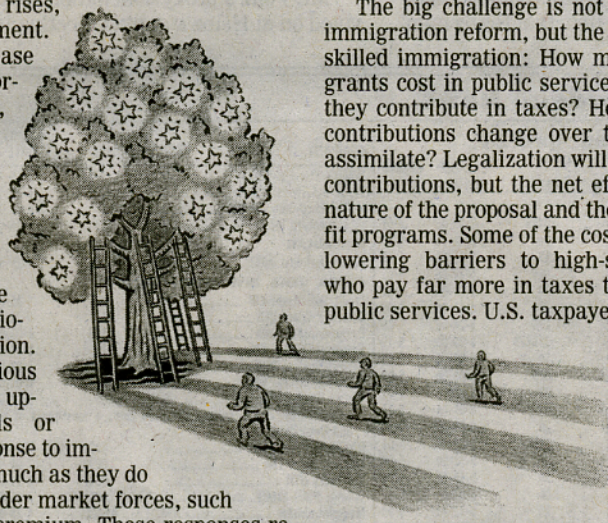 rises,
ment.
ase
or-
,
e
io-
ion.
ious
up-
ls or
onse to im-
much as they do
der market forces, such
premium. These responses re-
The big challenge is not
immigration reform, but the
skilled immigration: How m
grants cost in public service
they contribute in taxes? Ho
contributions change over t
assimilate? Legalization will
contributions, but the net ef
nature of the proposal and the
fit programs. Some of the cos
lowering barriers to high-s
who pay far more in taxes t
public services. U.S. taxpaye